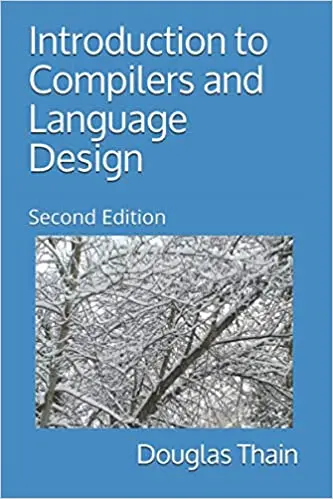 Introduction to
Compilers and
Language
Design
Second Edition
Douglas Thain